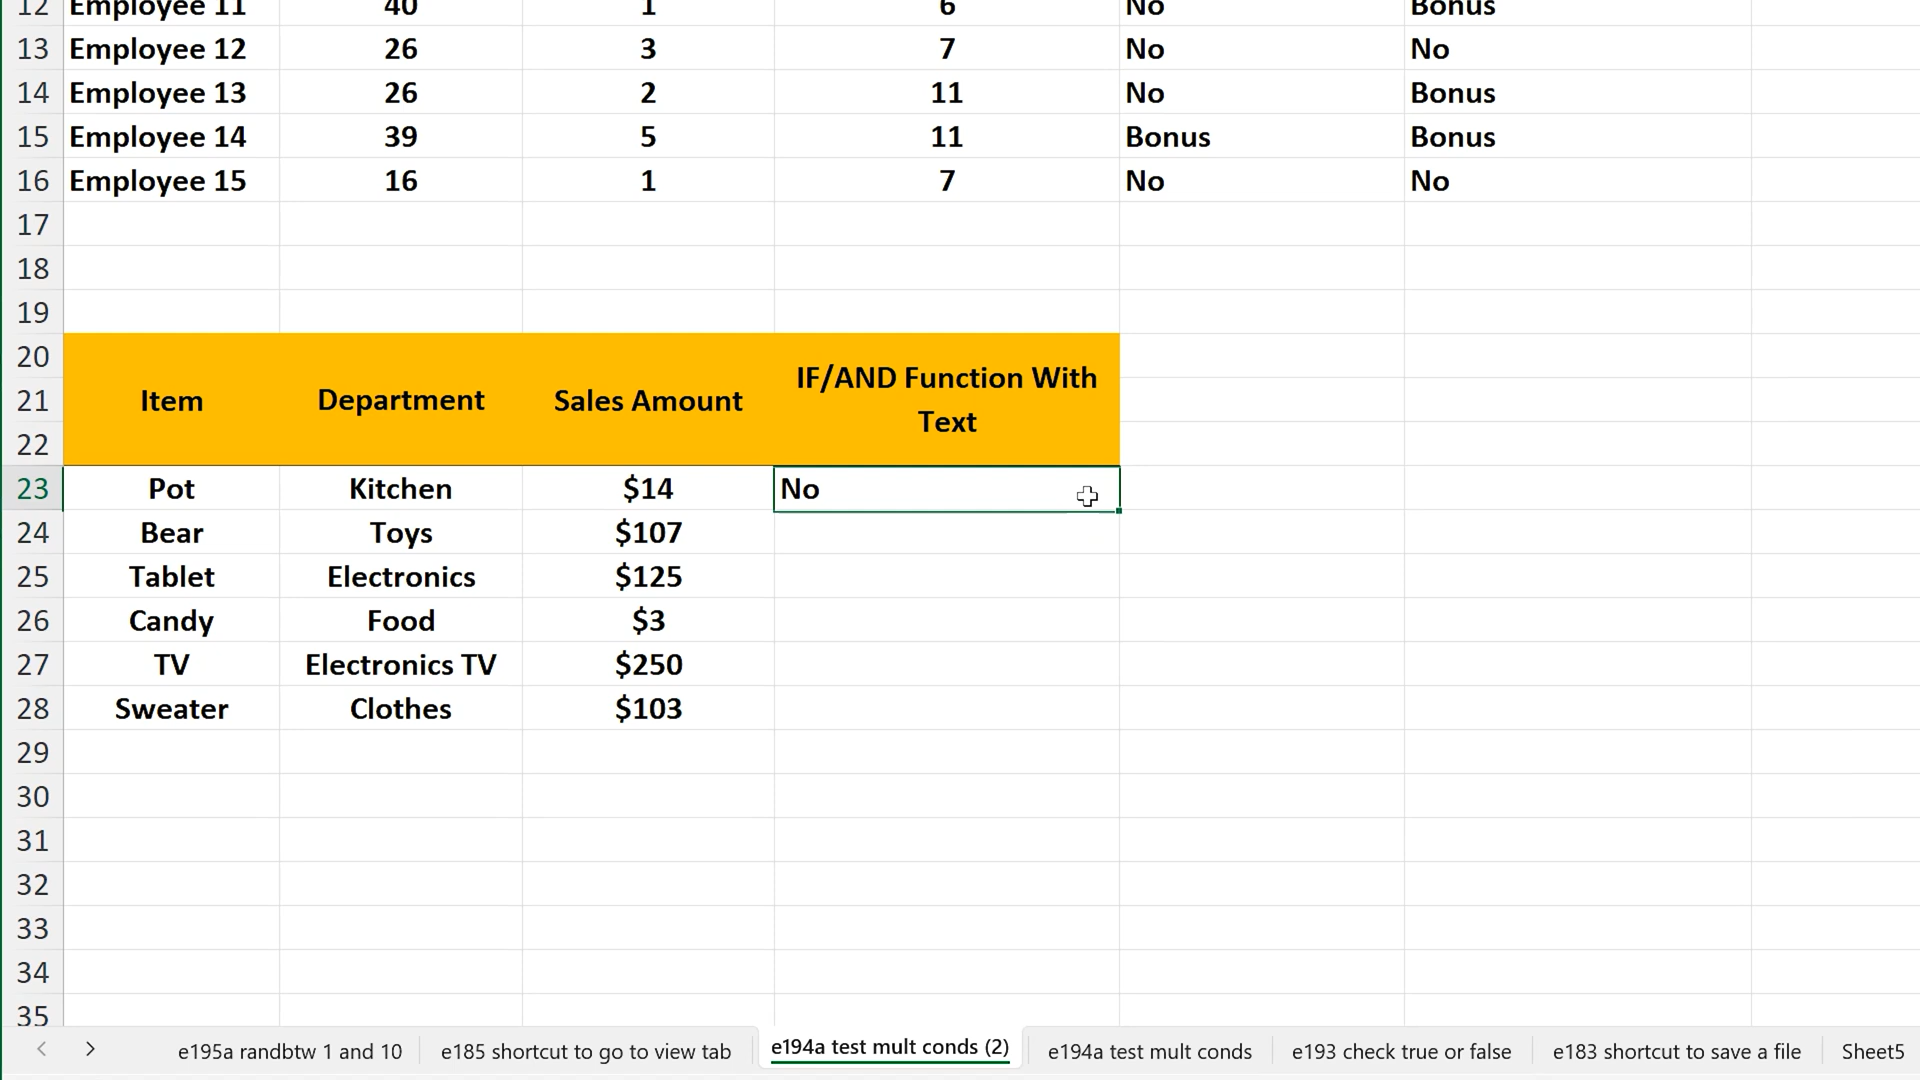 12 Employee 11 40 1 6 No Bonus
13 Employee 12 26 3 7 No No
14 Employee 13 26 2 11 No Bonus
15 Employee 14 39 5 11 Bonus Bonus
16 Employee 15 16 1 7 No No
17
18
19
20
IF/AND Function With
21 Item Department Sales Amount
Text
22
23 Pot Kitchen $14 No
24 Bear Toys $107
25 Tablet Electronics $125
26 Candy Food $3
27 TV Electronics TV $250
28 Sweater Clothes $103
29
30
31
32
33
34
35
e195a randbtw 1 and 10 e185 shortcut to go to view tab e194a test mult conds (2) e194a test mult conds e193 check true or false e183 shortcut to save a file Sheet5